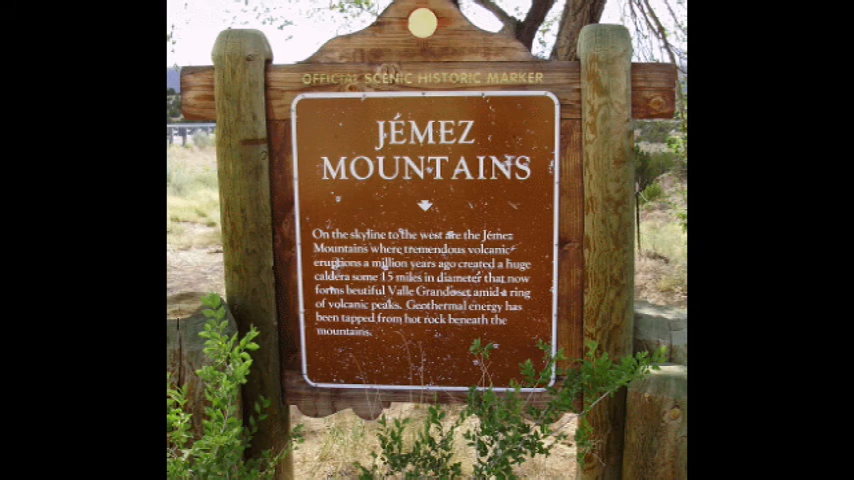 OFFICIAL SCENIC HISTORIC MARKER
JÉMEZ
MOUNTAINS
On the skyline to the west are the Jémez
Mountains where tremendous volcanic
eruptions a million years ago created a huge
caldera some 15 miles in diameter that now
forms beutiful Valle Grande set amid a ring
of volcanic peaks. Geothermal energy has
been tapped from hot rock beneath the
mountains.